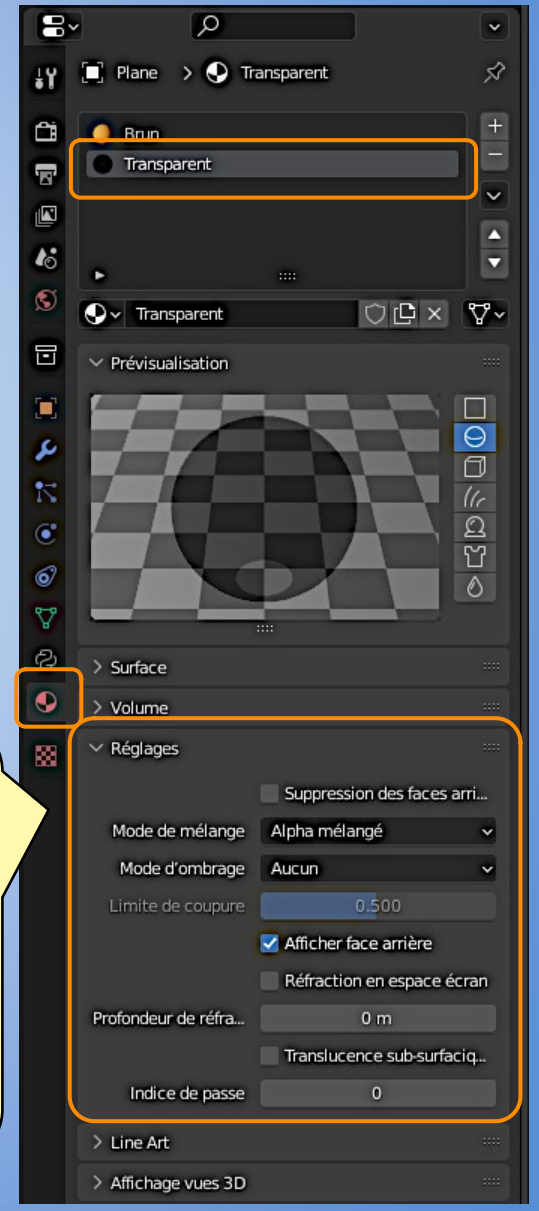 Plane > Transparent
Brun
Transparent
Transparent
Prévisualisation
Surface
Volume
Réglages
Suppression des faces arri...
Mode de mélange Alpha mélangé
Mode d'ombrage Aucun
Limite de coupure 0.500
Afficher face arrière
Réfraction en espace écran
Profondeur de réfra... 0 m
Translucence sub-surfaciq...
Indice de passe 0
Line Art
Affichage vues 3D